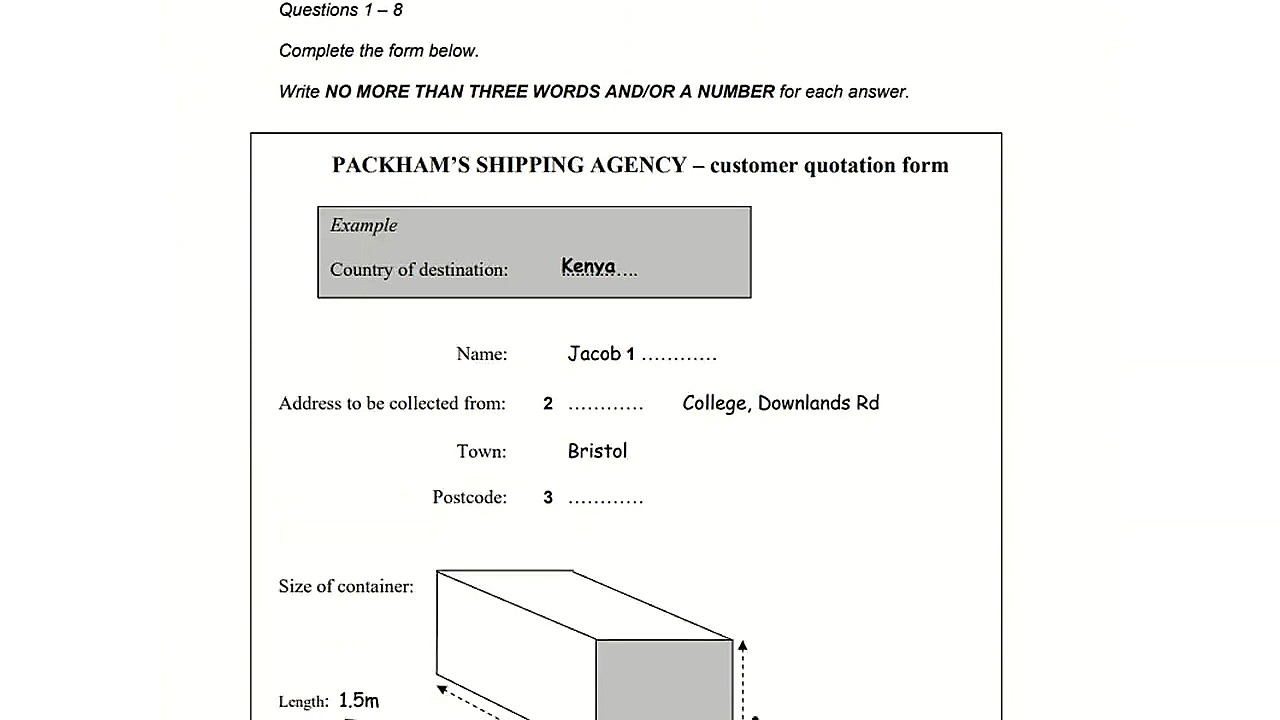 Questions 1 – 8
Complete the form below.
Write NO MORE THAN THREE WORDS AND/OR A NUMBER for each answer.
PACKHAM'S SHIPPING AGENCY – customer quotation form
Example
Country of destination: Kenya....
Name: Jacob 1 ............
Address to be collected from: 2 ............ College, Downlands Rd
Town: Bristol
Postcode: 3 ............
Size of container:
Length: 1.5m